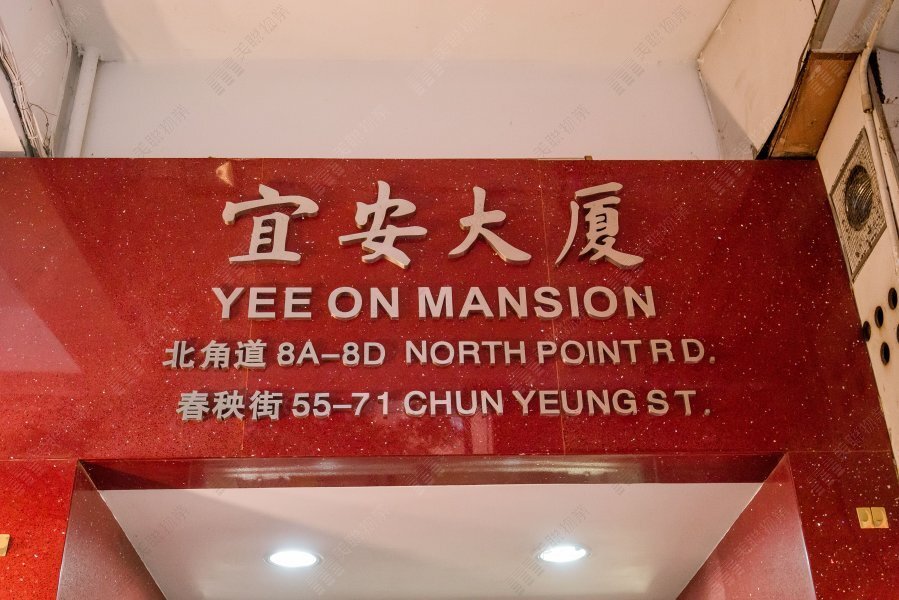 宜安大厦
YEE ON MANSION
北角道 8A-8D NORTH POINT RD.
春秧街 55-71 CHUN YEUNG ST.